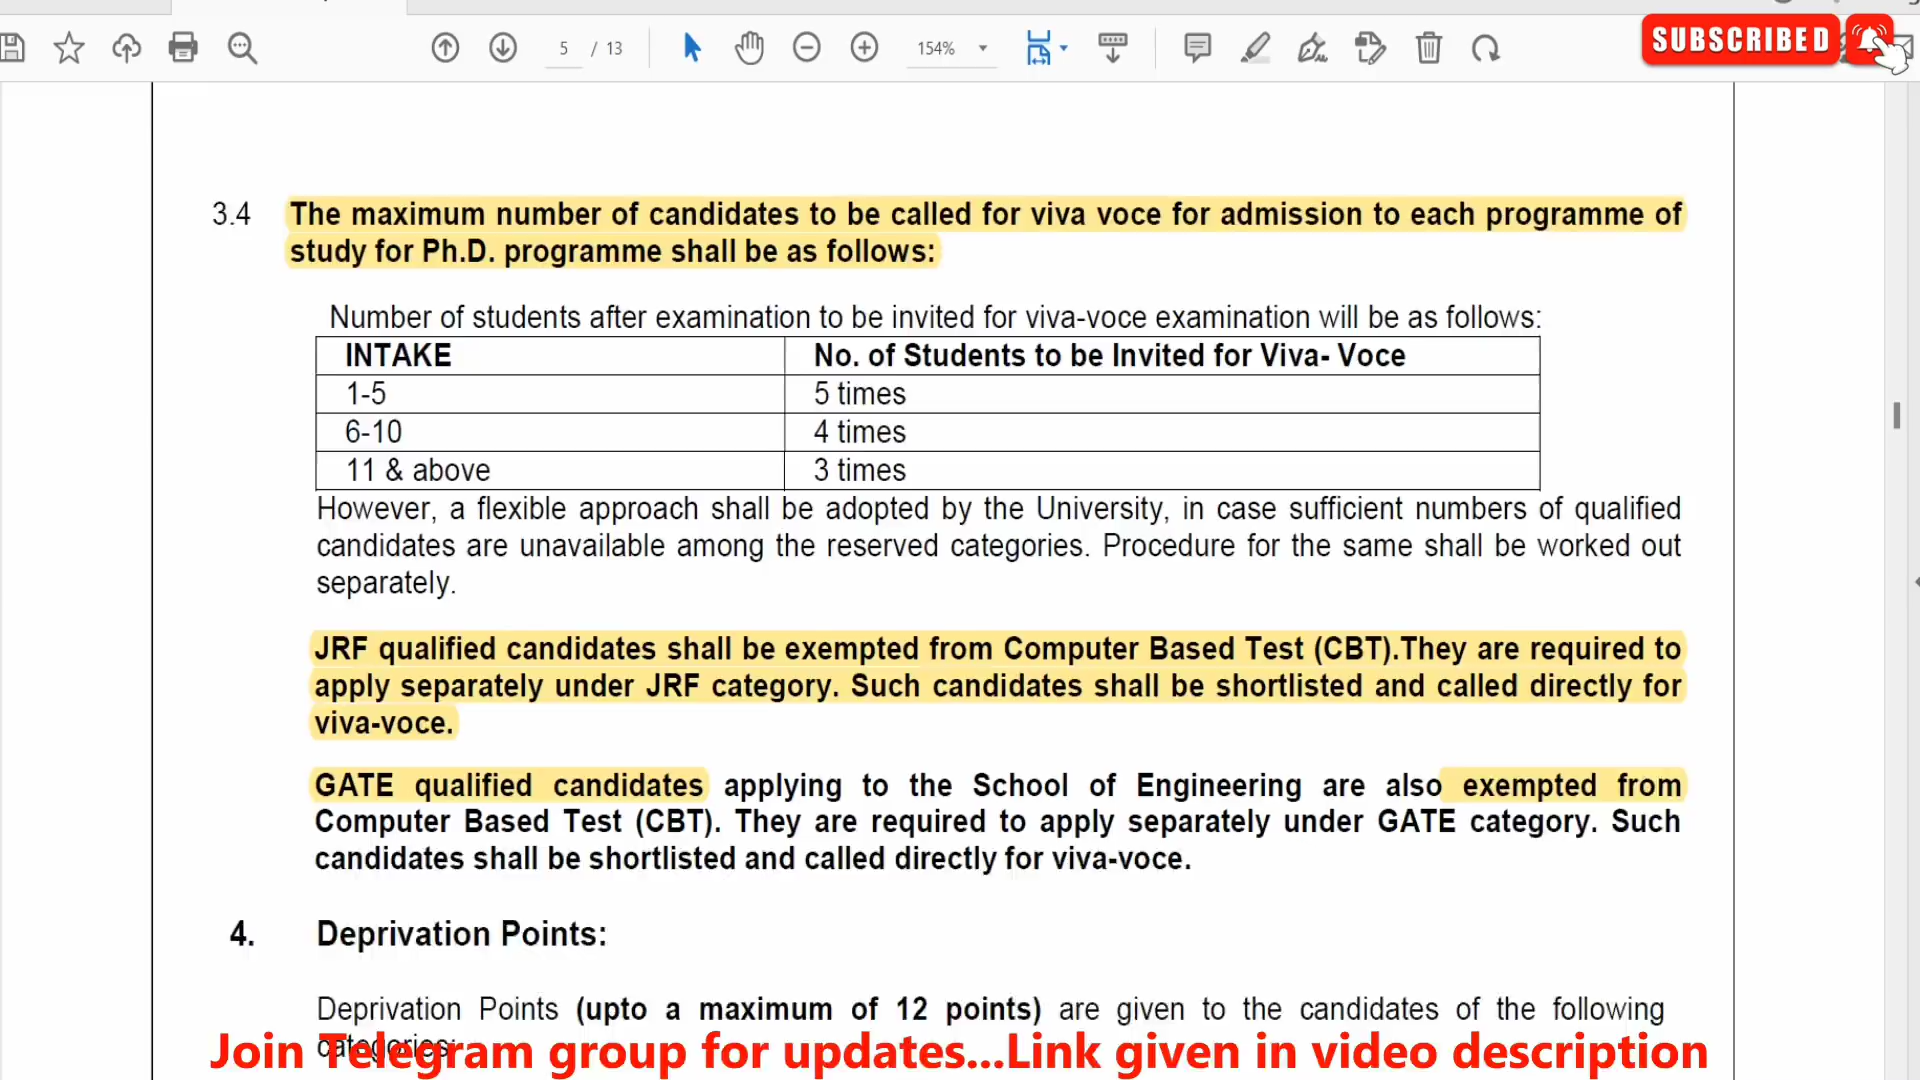 5 / 13
154%
SUBSCRIBED
3.4 The maximum number of candidates to be called for viva voce for admission to each programme of
study for Ph.D. programme shall be as follows:
Number of students after examination to be invited for viva-voce examination will be as follows:
INTAKE No. of Students to be Invited for Viva- Voce
1-5 5 times
6-10 4 times
11 & above 3 times
However, a flexible approach shall be adopted by the University, in case sufficient numbers of qualified
candidates are unavailable among the reserved categories. Procedure for the same shall be worked out
separately.
JRF qualified candidates shall be exempted from Computer Based Test (CBT).They are required to
apply separately under JRF category. Such candidates shall be shortlisted and called directly for
viva-voce.
GATE qualified candidates applying to the School of Engineering are also exempted from
Computer Based Test (CBT). They are required to apply separately under GATE category. Such
candidates shall be shortlisted and called directly for viva-voce.
4. Deprivation Points:
Deprivation Points (upto a maximum of 12 points) are given to the candidates of the following
categories:
Join Telegram group for updates...Link given in video description